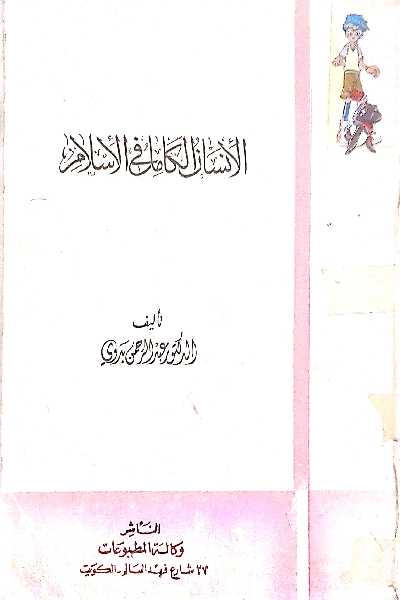 الإنسان الكامل في الإسلام
تأليف
الدكتور عبد الرحمن بدوي
الناشر
وكالة المطبوعات
٢٧ شارع فهد السالم - الكويت